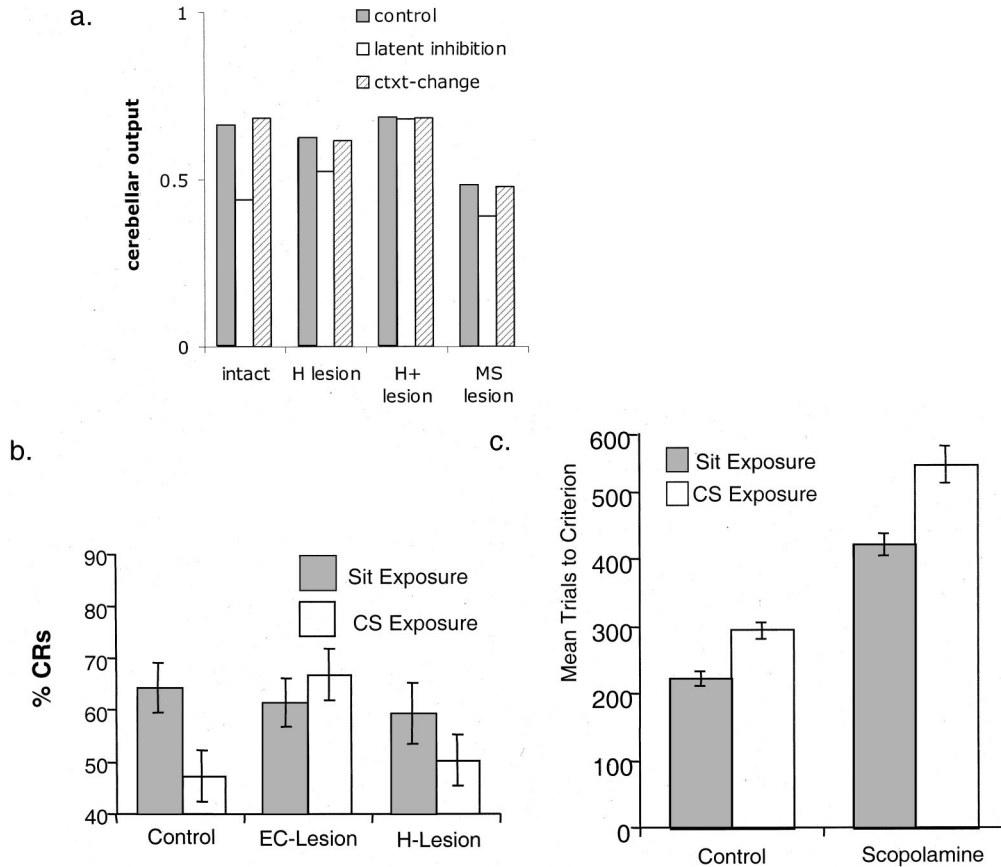 a.
1
control
latent inhibition
ctxt-change
cerebellar output
0.5
0
intact
H lesion
H+
lesion
MS
lesion
b.
90
80
70
60
50
40
% CRs
Sit Exposure
CS Exposure
Control
EC-Lesion
H-Lesion
c.
600
500
400
300
200
100
0
Mean Trials to Criterion
Sit Exposure
CS Exposure
Control
Scopolamine